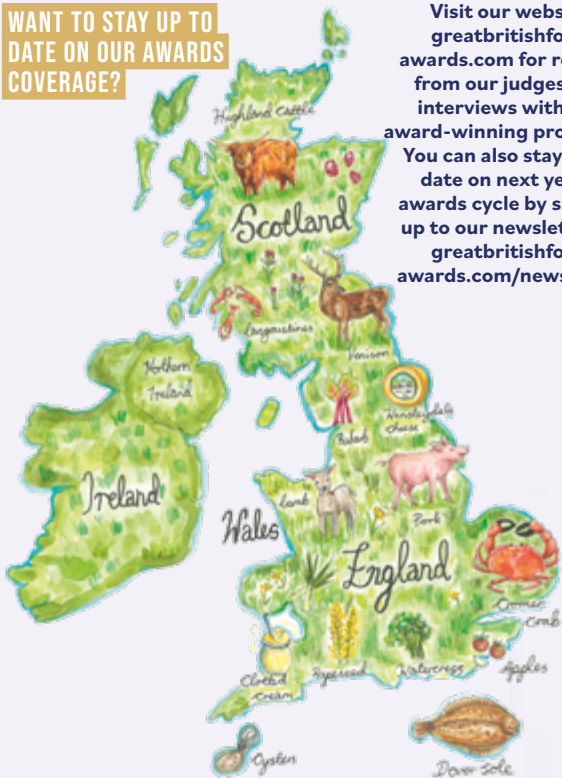 WANT TO STAY UP TO
DATE ON OUR AWARDS
COVERAGE?
Visit our webs
greatbritishfo
awards.com for re
from our judges
interviews with
award-winning pro
You can also stay
date on next ye
awards cycle by s
up to our newslet
greatbritishfo
awards.com/news
Highland Cattle
Scotland
Langoustines
Venison
Northern
Ireland
Wensleydale
cheese
Ireland
Lamb
Pork
Wales
England
Cromer
Crab
Clotted
cream
Rapeseed
Watercress
Apples
Oysters
Dover sole